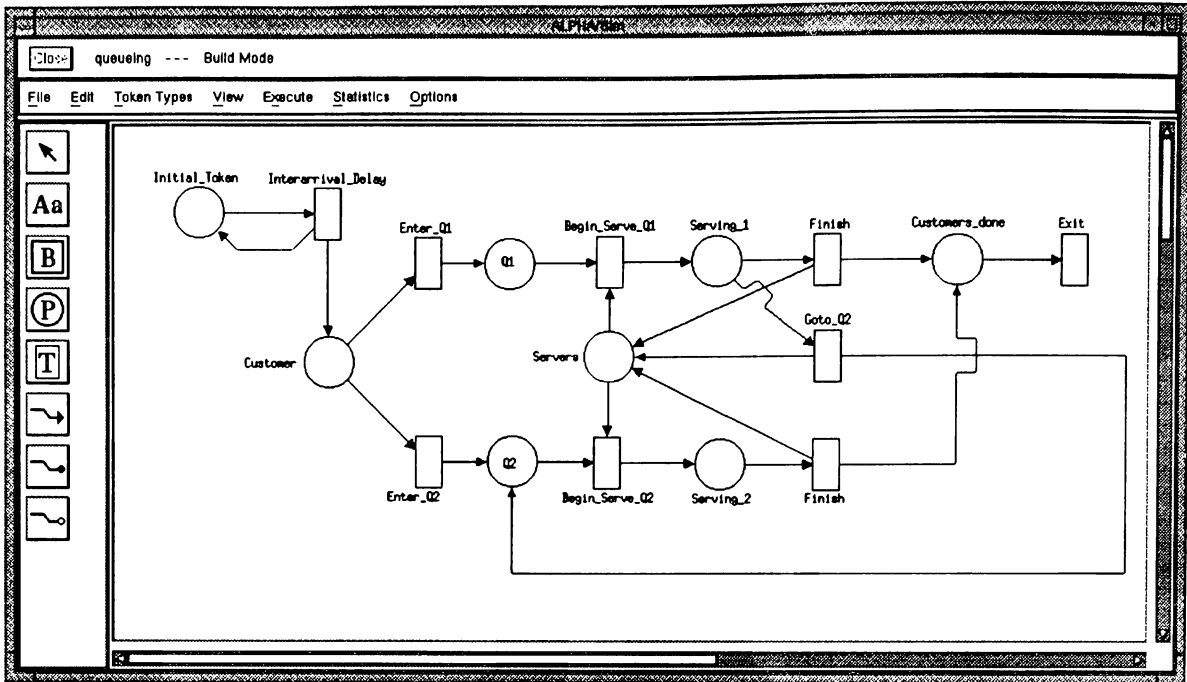 ALPHA/Sim
Close queueing --- Build Mode
File Edit Token Types View Execute Statistics Options
Aa
B
P
T
Initial_Token
Interarrival_Delay
Enter_Q1
Q1
Begin_Serve_Q1
Serving_1
Finish
Customers_done
Exit
Goto_Q2
Customer
Servers
Q2
Enter_Q2
Begin_Serve_Q2
Serving_2
Finish